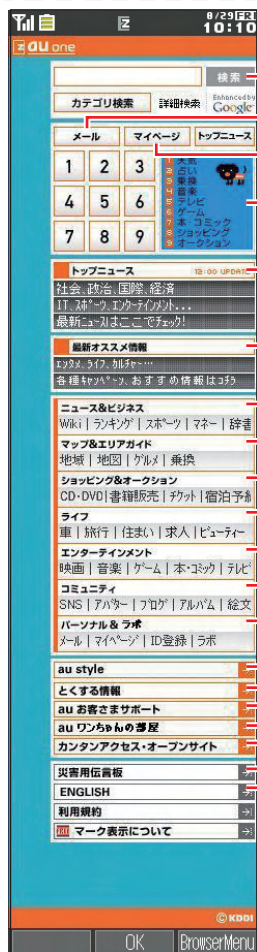 8/29 FRI
10:10
au one
検索
カテゴリ検索 詳細検索 Enhanced by Google
メール マイページ トップニュース
1 2 3
4 5 6
7 8 9
1 天気
2 占い
3 乗換
4 音楽
5 テレビ
6 ゲーム
7 本・コミック
8 ショッピング
9 オークション
トップニュース 12:00 UPDATE
社会、政治、国際、経済
IT、スポーツ、エンターテインメント...
最新ニュースはここでチェック!
最新オススメ情報
エンタメ、ライフ、カルチャー…
各種キャンペーン、おすすめ情報はコチラ
ニュース&ビジネス
Wiki | ランキング | スポーツ | マネー | 辞書
マップ&エリアガイド
地域 | 地図 | グルメ | 乗換
ショッピング&オークション
CD・DVD | 書籍販売 | チケット | 宿泊予約
ライフ
車 | 旅行 | 住まい | 求人 | ビューティー
エンターテインメント
映画 | 音楽 | ゲーム | 本・コミック | テレビ
コミュニティ
SNS | アバター | ブログ | アルバム | 絵文
パーソナル & ラボ
メール | マイページ | ID登録 | ラボ
au style
とくする情報
au お客さまサポート
au ワンちゃんの部屋
カンタンアクセス・オープンサイト
災害用伝言板
ENGLISH
利用規約
マーク表示について
© KDDI
OK BrowserMenu